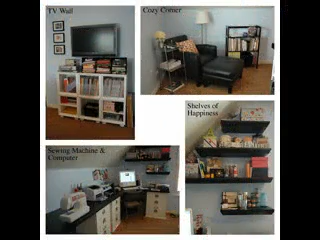 TV Wall
Cozy Corner
Shelves of
Happiness
Sewing Machine &
Computer